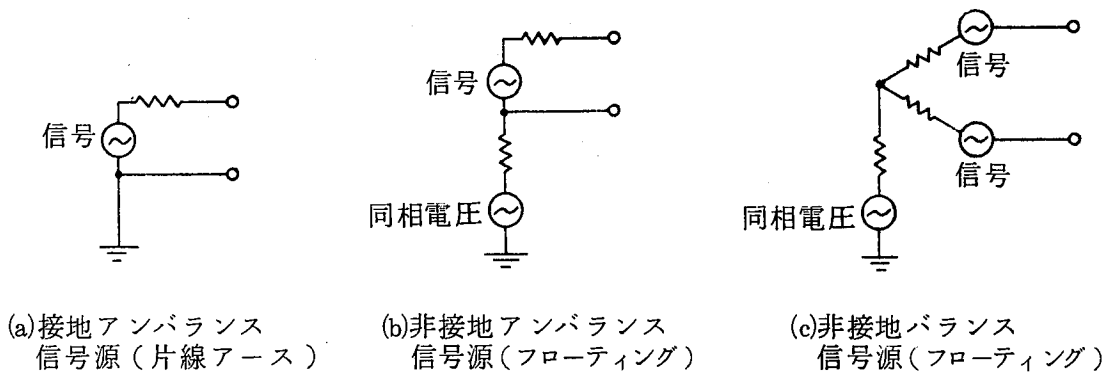 信号
(a)接地アンバランス
信号源(片線アース)
信号
同相電圧
(b)非接地アンバランス
信号源(フローティング)
信号
信号
同相電圧
(c)非接地バランス
信号源(フローティング)